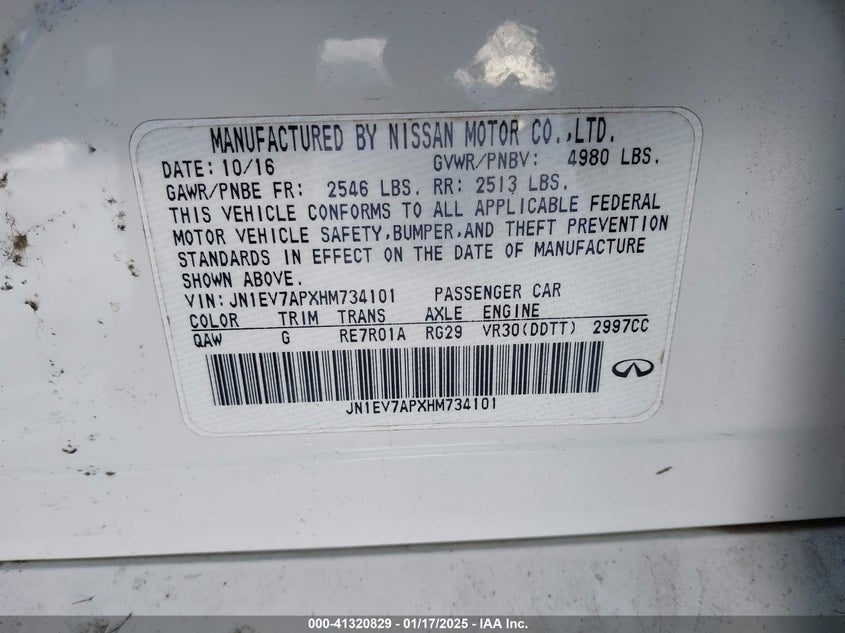 MANUFACTURED BY NISSAN MOTOR CO.,LTD.
DATE: 10/16 GVWR/PNBV: 4980 LBS.
GAWR/PNBE FR: 2546 LBS. RR: 2513 LBS.
THIS VEHICLE CONFORMS TO ALL APPLICABLE FEDERAL
MOTOR VEHICLE SAFETY,BUMPER,AND THEFT PREVENTION
STANDARDS IN EFFECT ON THE DATE OF MANUFACTURE
SHOWN ABOVE.
VIN:JN1EV7APXHM734101 PASSENGER CAR
COLOR TRIM TRANS AXLE ENGINE
QAW G RE7R01A RG29 VR30(DDTT) 2997CC
JN1EV7APXHM734101
000-41320829 - 01/17/2025 - IAA Inc.